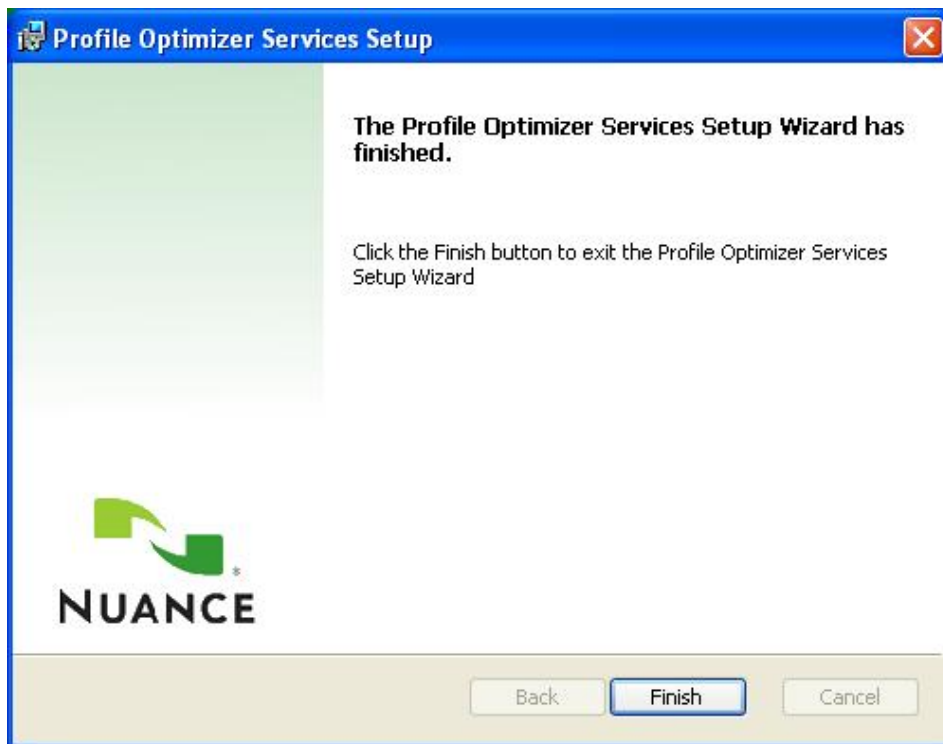 Profile Optimizer Services Setup
The Profile Optimizer Services Setup Wizard has
finished.
Click the Finish button to exit the Profile Optimizer Services
Setup Wizard
NUANCE
Back
Finish
Cancel